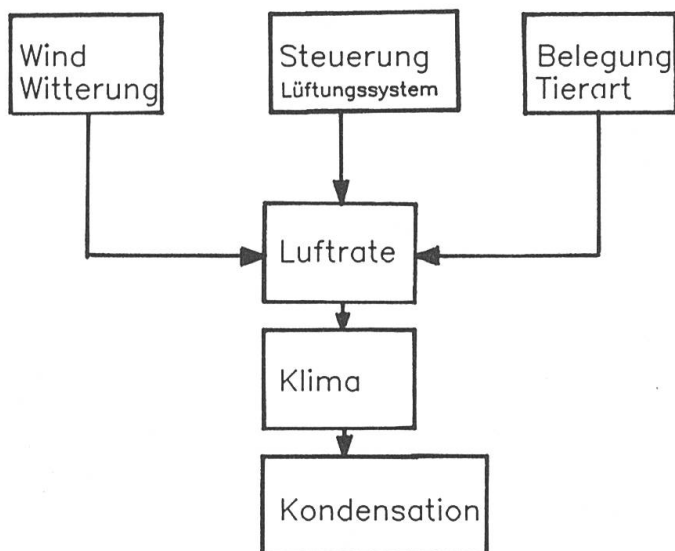 Wind
Witterung
Steuerung
Lüftungssystem
Belegung
Tierart
Luftrate
Klima
Kondensation